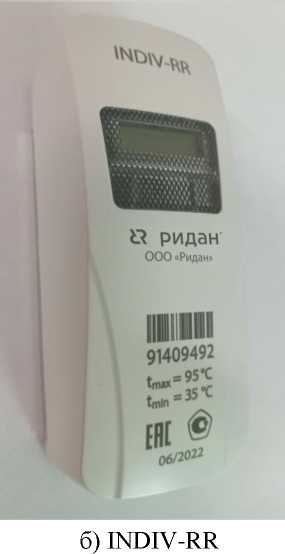 INDIV-RR
ридан
ООО «Ридан»
91409492
tmax = 95 °C
tmin = 35 °C
EAC
06/2022
б) INDIV-RR